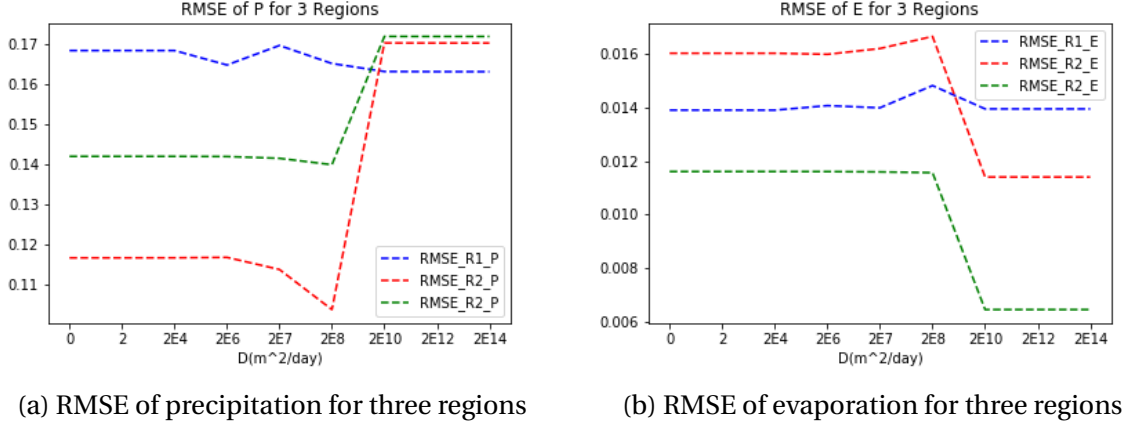 RMSE of P for 3 Regions
0.17
0.16
0.15
0.14
0.13
0.12
0.11
RMSE_R1_P
RMSE_R2_P
RMSE_R2_P
0 2 2E4 2E6 2E7 2E8 2E10 2E12 2E14
D(m^2/day)
(a) RMSE of precipitation for three regions
RMSE of E for 3 Regions
0.016
0.014
0.012
0.010
0.008
0.006
RMSE_R1_E
RMSE_R2_E
RMSE_R2_E
0 2 2E4 2E6 2E7 2E8 2E10 2E12 2E14
D(m^2/day)
(b) RMSE of evaporation for three regions